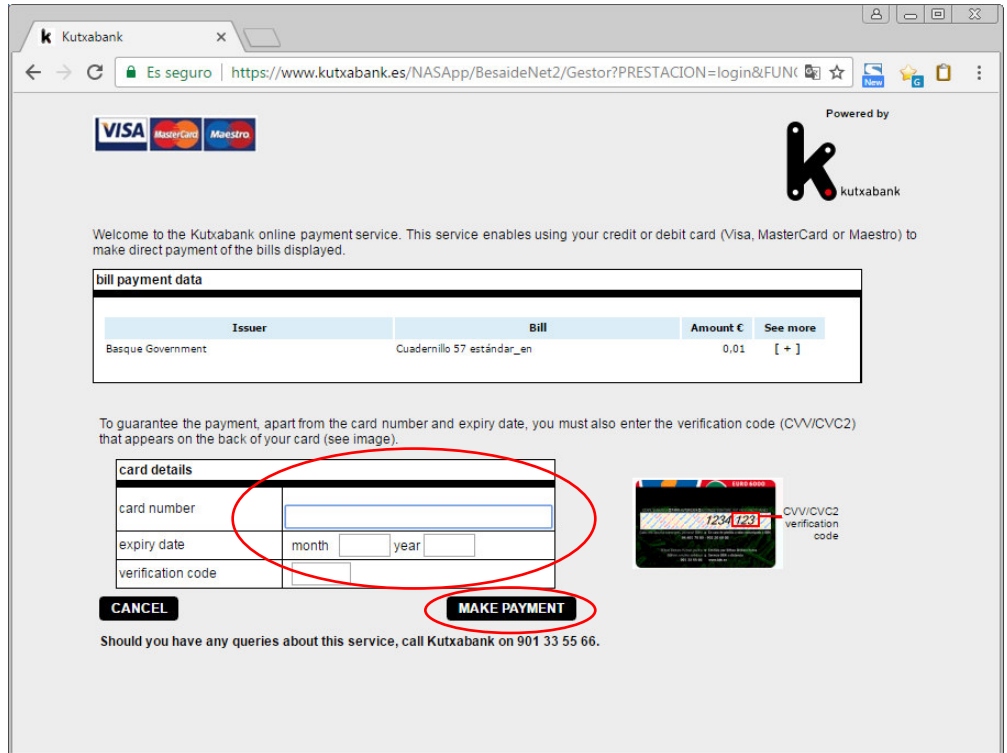 Kutxabank
Es seguro | https://www.kutxabank.es/NASApp/BesaideNet2/Gestor?PRESTACION=login&FUN
New
G
VISA MasterCard Maestro
Powered by
k
kutxabank
Welcome to the Kutxabank online payment service. This service enables using your credit or debit card (Visa, MasterCard or Maestro) to
make direct payment of the bills displayed.
bill payment data
Issuer Bill Amount € See more
Basque Government Cuadernillo 57 estándar_en 0,01 [ + ]
To guarantee the payment, apart from the card number and expiry date, you must also enter the verification code (CVV/CVC2)
that appears on the back of your card (see image).
card details
card number
expiry date month year
verification code
EURO 6000
1234 123
CVV/CVC2
verification
code
CANCEL MAKE PAYMENT
Should you have any queries about this service, call Kutxabank on 901 33 55 66.